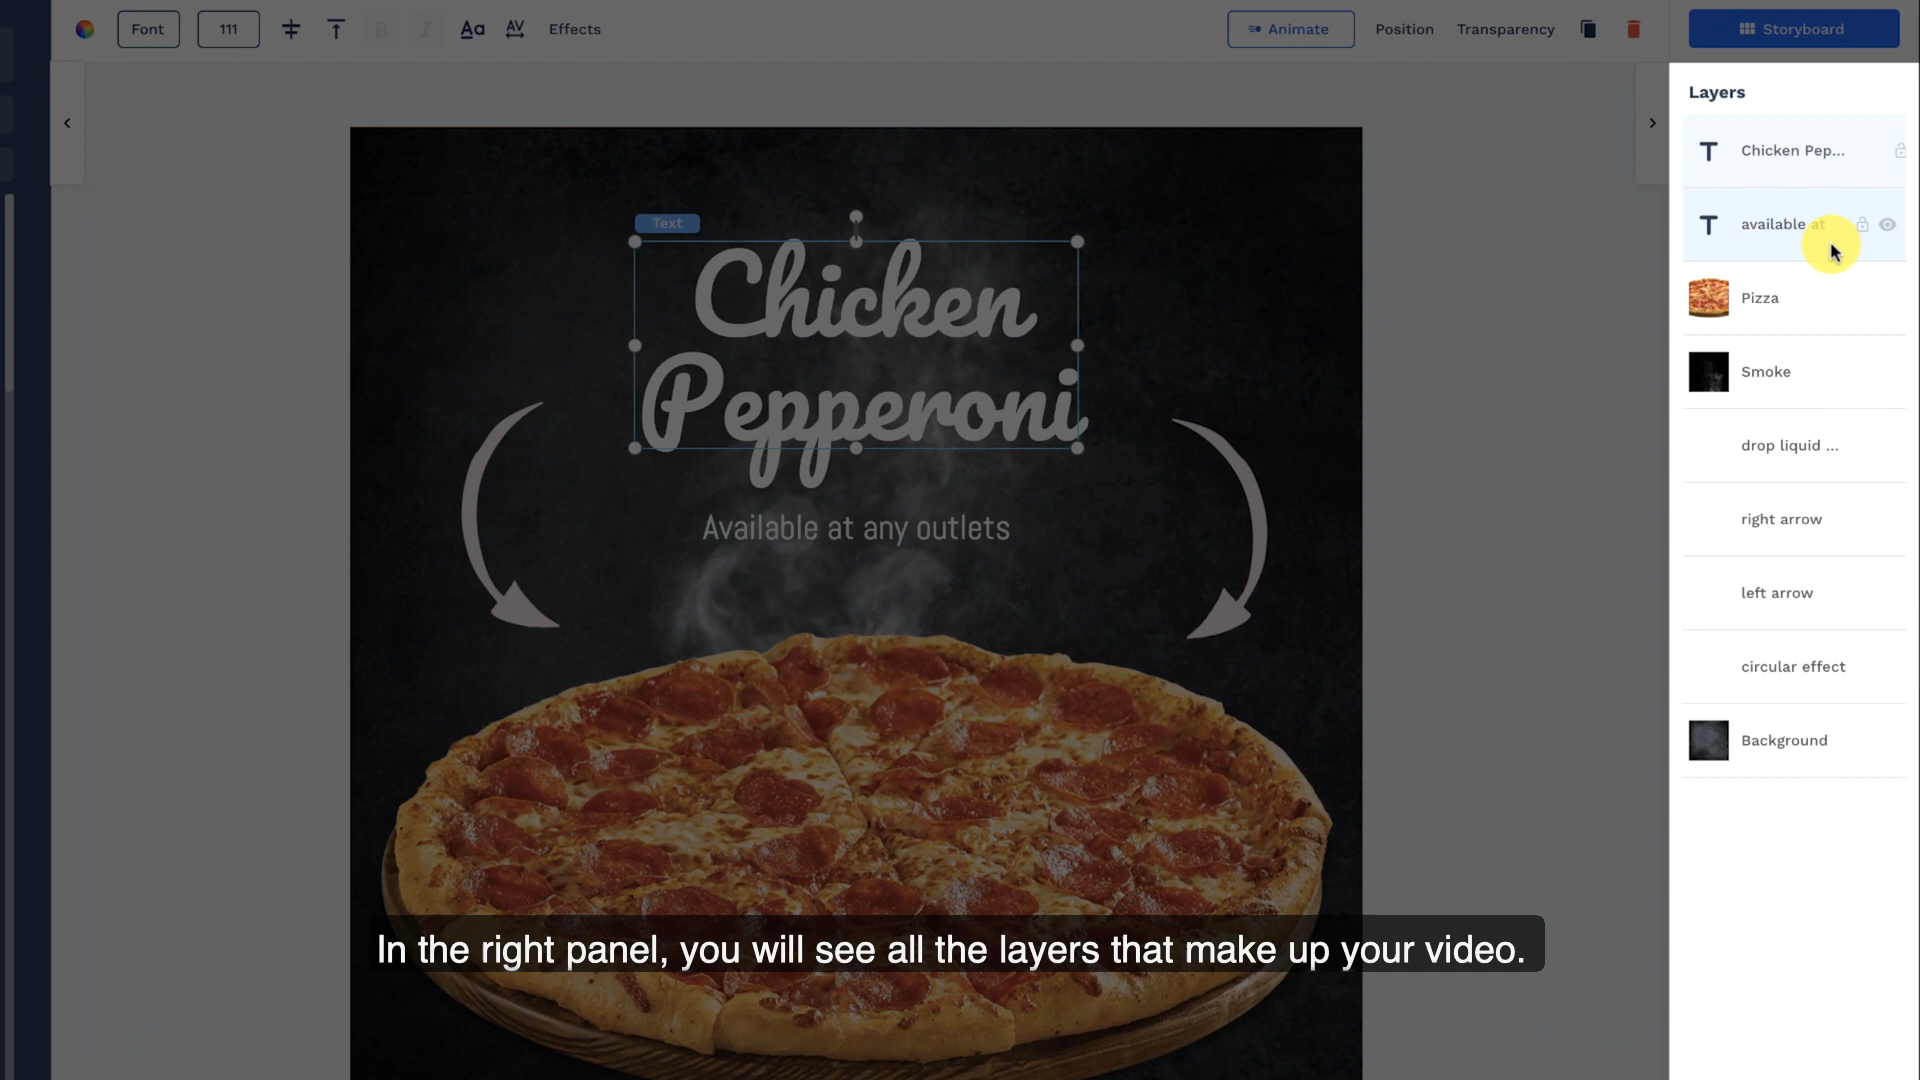 Font
111
B
I
Aa
AV
Effects
Animate
Position
Transparency
Storyboard
Layers
T Chicken Pep...
T available at
Pizza
Smoke
drop liquid ...
right arrow
left arrow
circular effect
Background
Text
Chicken
Pepperoni
Available at any outlets
In the right panel, you will see all the layers that make up your video.